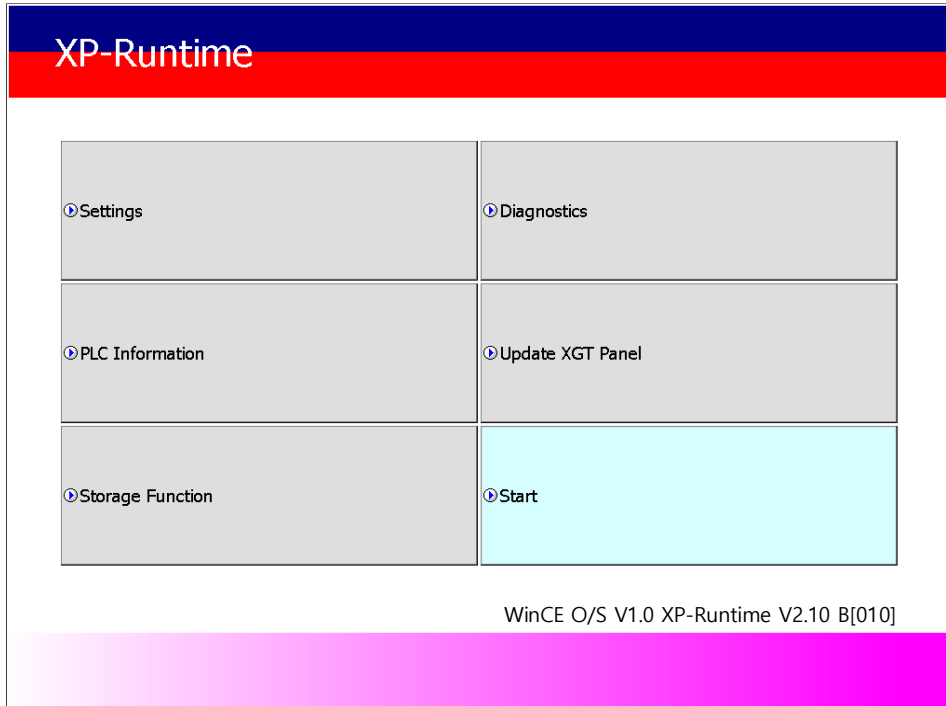 XP-Runtime
Settings
Diagnostics
PLC Information
Update XGT Panel
Storage Function
Start
WinCE O/S V1.0 XP-Runtime V2.10 B[010]